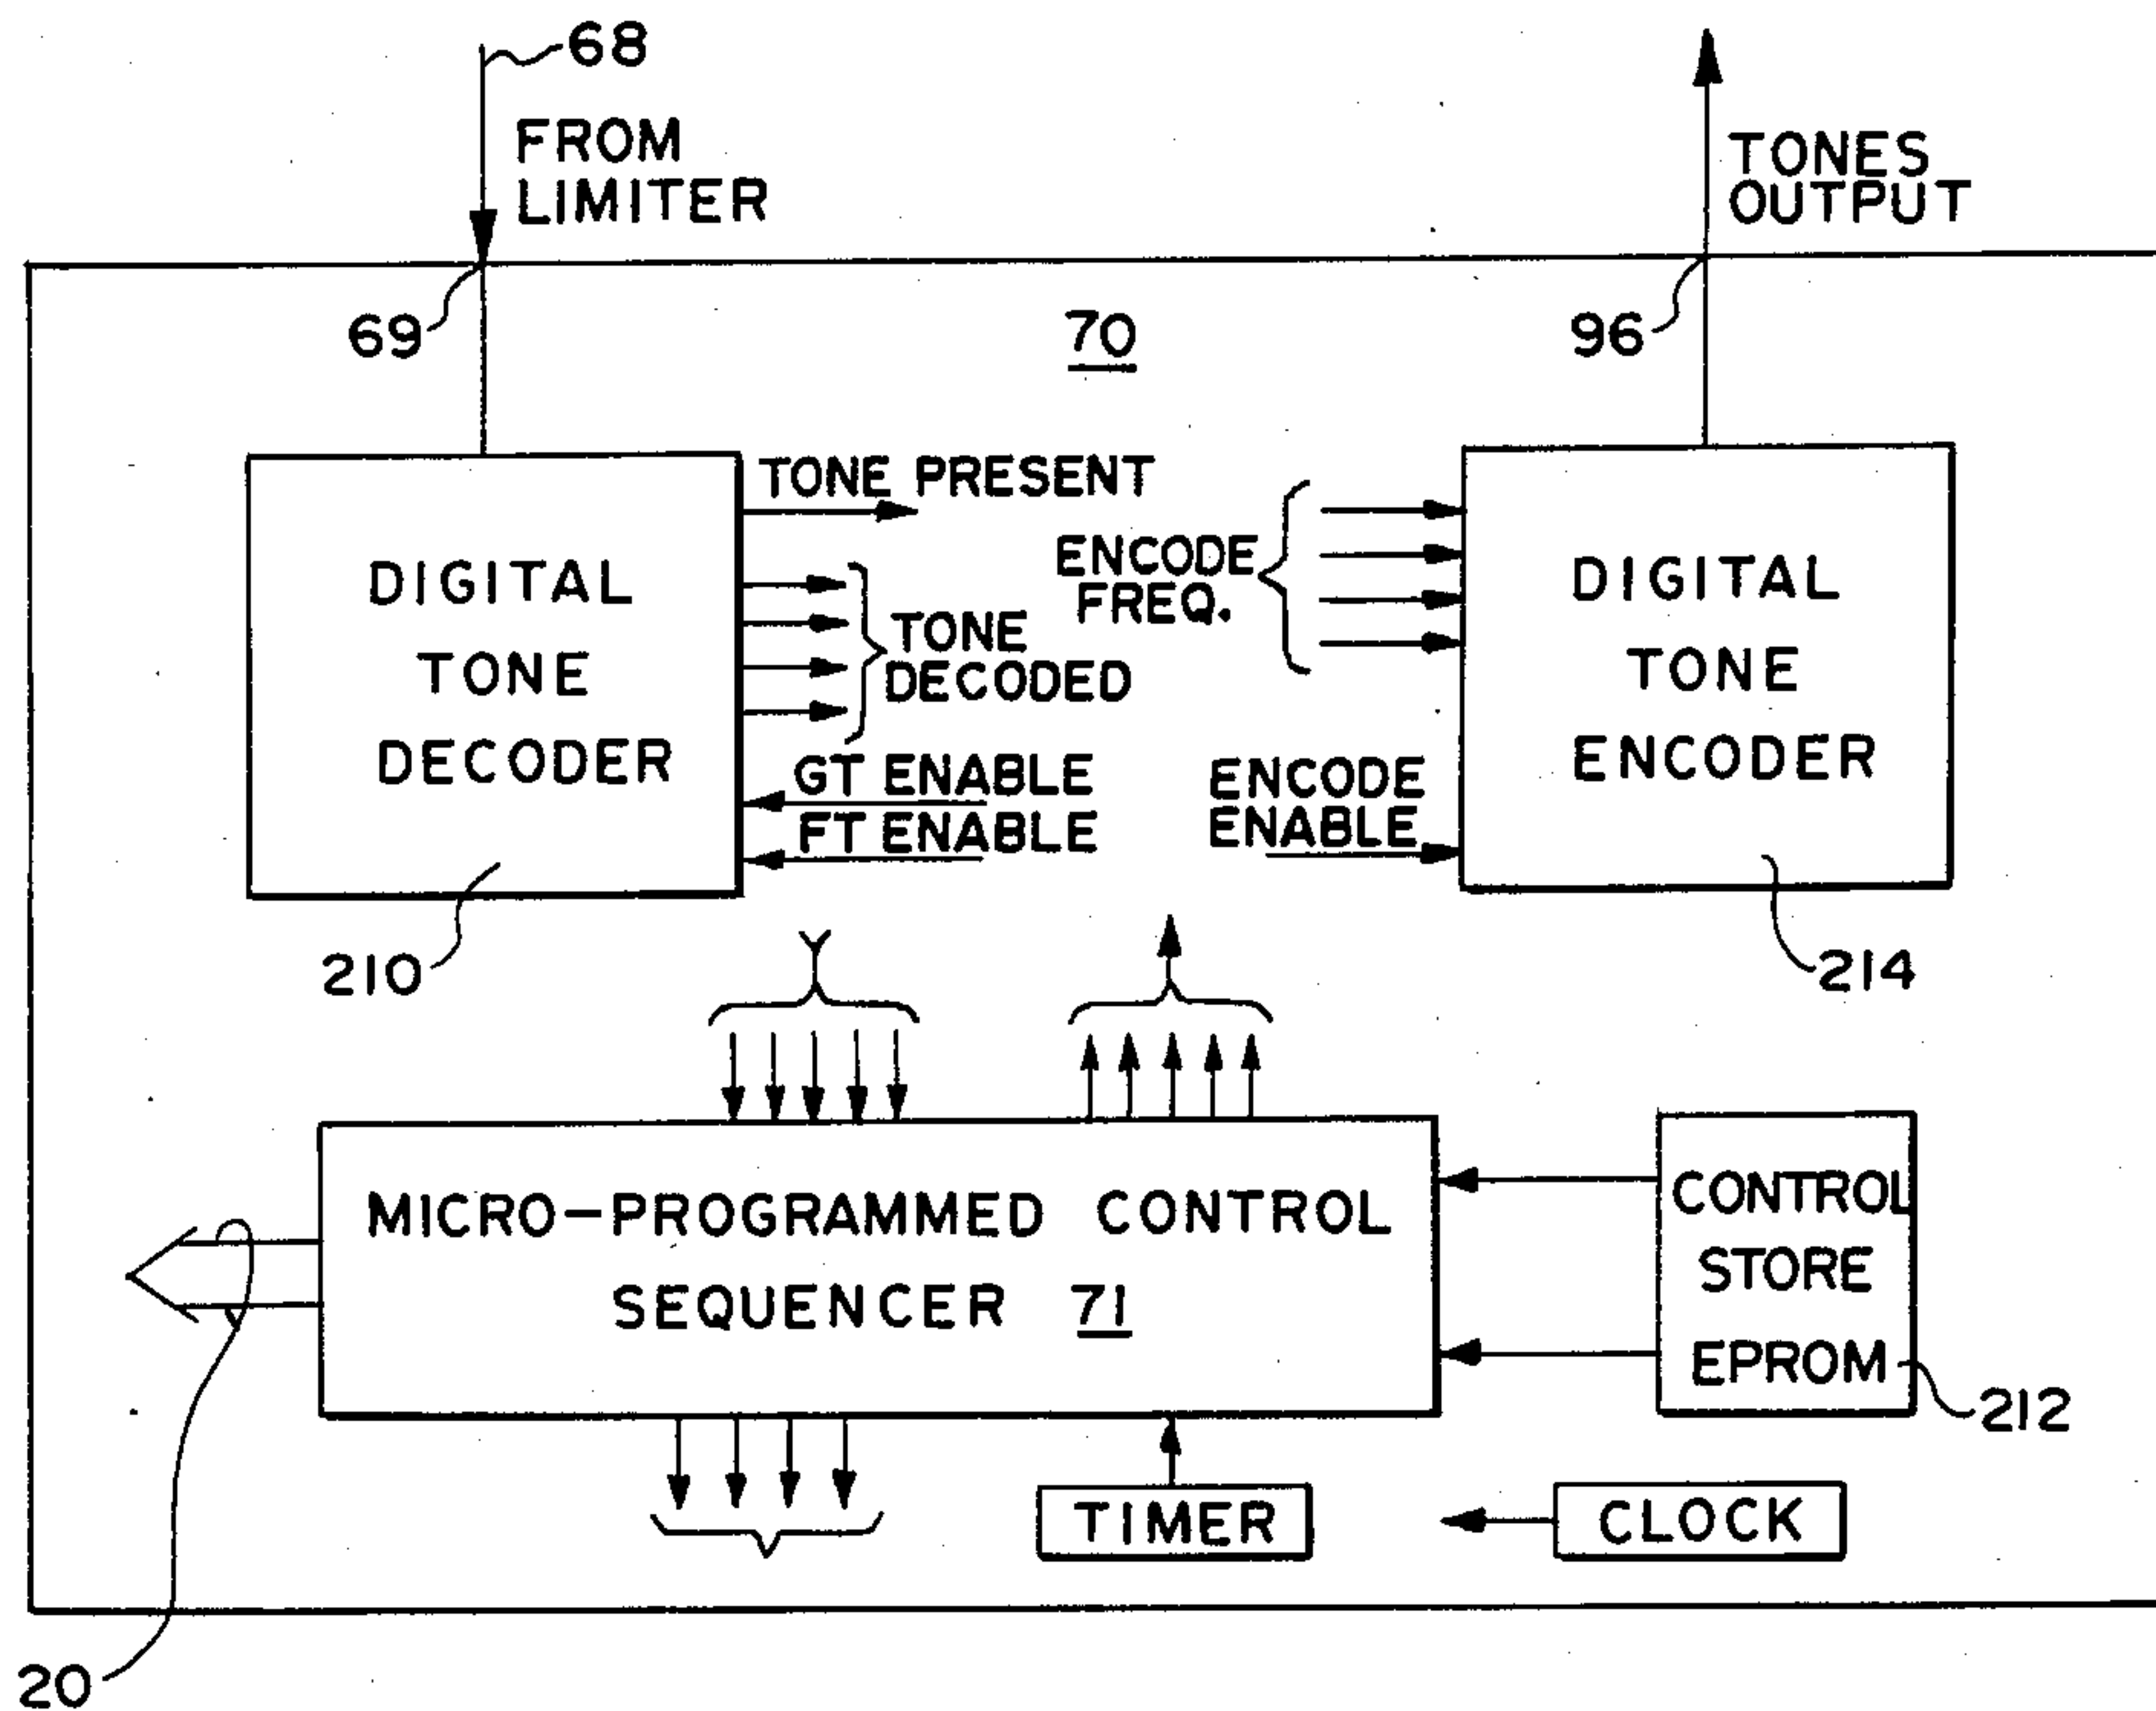 68
FROM
LIMITER
TONES
OUTPUT
69
70
96
TONE PRESENT
DIGITAL
TONE
DECODER
TONE
DECODED
ENCODE
FREQ.
DIGITAL
TONE
ENCODER
GT ENABLE
FT ENABLE
ENCODE
ENABLE
210
214
MICRO-PROGRAMMED CONTROL
SEQUENCER 71
CONTROL
STORE
EPROM
212
TIMER
CLOCK
20